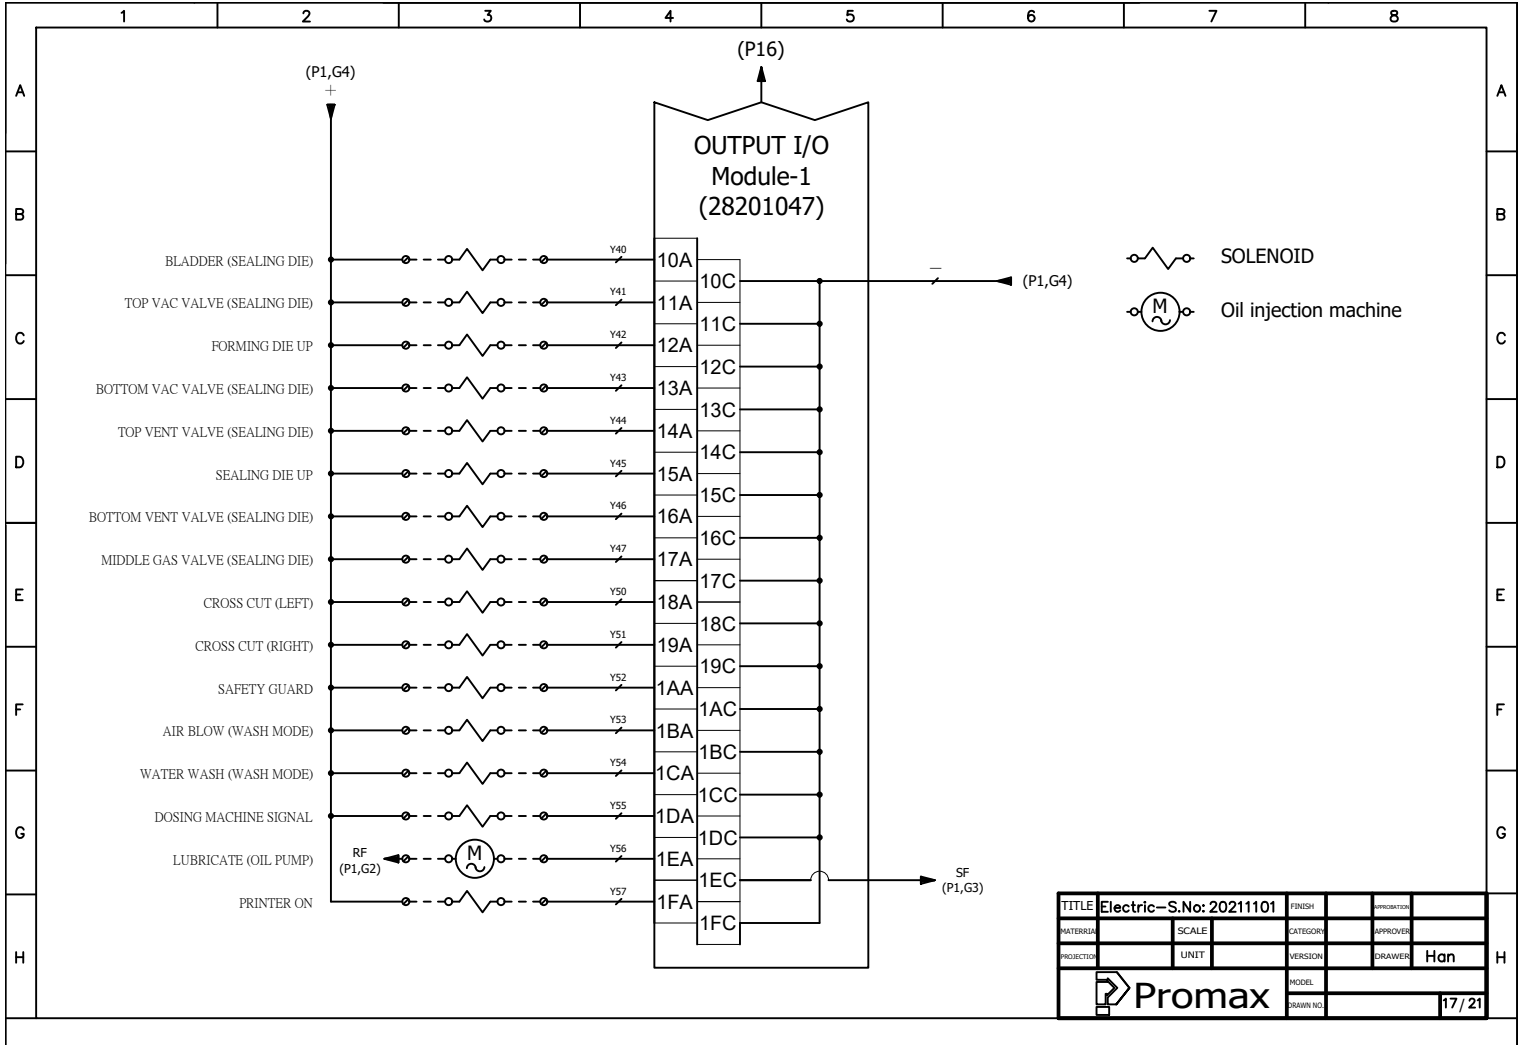 1 2 3 4 5 6 7 8
(P16)
(P1,G4)
+
A A
OUTPUT I/O
Module-1
(28201047)
B B
SOLENOID
Oil injection machine
M
BLADDER (SEALING DIE) Y40 10A
10C — (P1,G4)
TOP VAC VALVE (SEALING DIE) Y41 11A
11C
C C
FORMING DIE UP Y42 12A
12C
BOTTOM VAC VALVE (SEALING DIE) Y43 13A
13C
TOP VENT VALVE (SEALING DIE) Y44 14A
14C
D D
SEALING DIE UP Y45 15A
15C
BOTTOM VENT VALVE (SEALING DIE) Y46 16A
16C
MIDDLE GAS VALVE (SEALING DIE) Y47 17A
17C
E E
CROSS CUT (LEFT) Y50 18A
18C
CROSS CUT (RIGHT) Y51 19A
19C
SAFETY GUARD Y52 1AA
1AC
F F
AIR BLOW (WASH MODE) Y53 1BA
1BC
WATER WASH (WASH MODE) Y54 1CA
1CC
DOSING MACHINE SIGNAL Y55 1DA
1DC
G G
LUBRICATE (OIL PUMP) RF (P1,G2) M Y56 1EA
1EC SF (P1,G3)
PRINTER ON Y57 1FA
1FC
H H
TITLE Electric-S.No: 20211101 FINISH APPROBATION
MATERRIA SCALE CATEGORY APPROVER
PROJECTION UNIT VERSION DRAWER Han
Promax
MODEL
DRAWN NO. 17/21